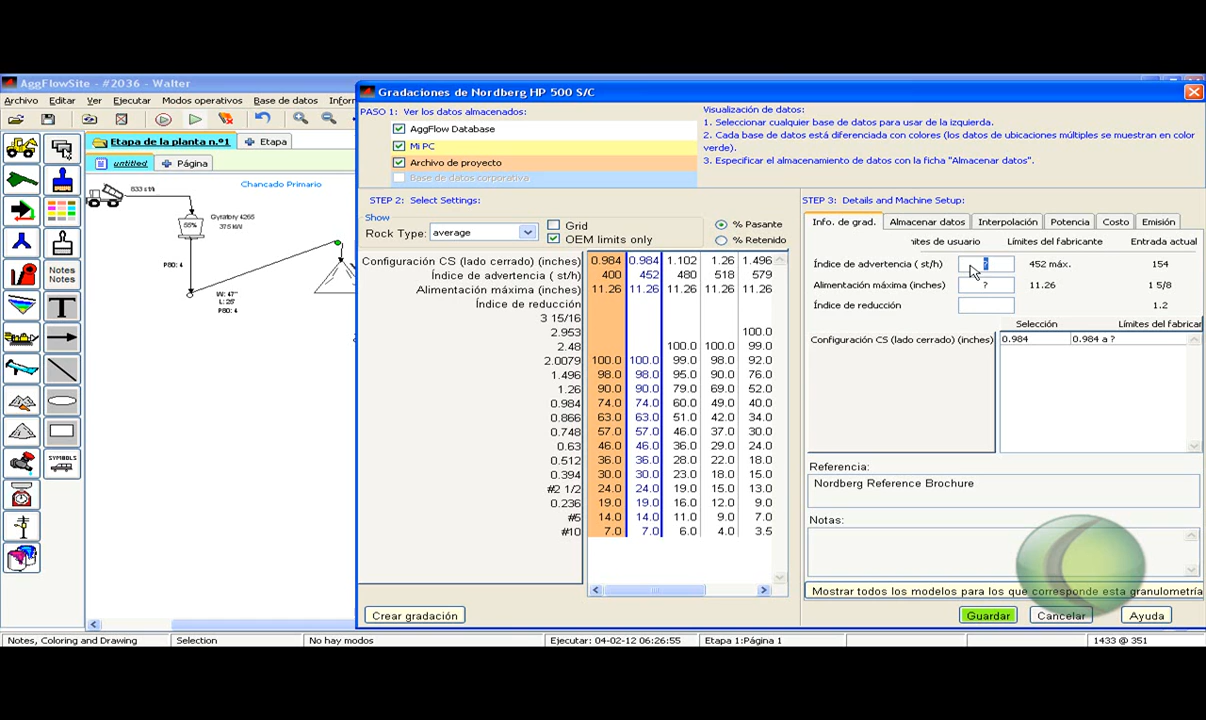 AggFlowSite - #2036 - Walter
Archivo Editar Ver Ejecutar Modos operativos Base de datos
Etapa de la planta n.º1 Etapa
untitled Página
Chancado Primario
Gyratory 4265
P80: 4
W: 47"
P80: 4
Notes
Notes
T
SYMBOLS
Gradaciones de Nordberg HP 500 S/C
PASO 1: Ver los datos almacenados:
AggFlow Database
Mi PC
Archivo de proyecto
Base de datos corporativa
Visualización de datos:
1. Seleccionar cualquier base de datos para usar de la izquierda.
2. Cada base de datos está diferenciada con colores (los datos de ubicaciones múltiples se muestran en color
verde).
3. Especificar el almacenamiento de datos con la ficha "Almacenar datos".
STEP 2: Select Settings:
Show
Rock Type: average
Grid
OEM limits only
% Pasante
% Retenido
Configuración CS (lado cerrado) (inches) 0.984 0.984 1.102 1.26 1.496
Índice de advertencia ( st/h) 400 452 480 518 579
Alimentación máxima (inches) 11.26 11.26 11.26 11.26 11.26
Índice de reducción
3 15/16
2.953 100.0
2.48 100.0 100.0 99.0
2.0079 100.0 100.0 99.0 98.0 92.0
1.496 98.0 98.0 95.0 90.0 76.0
1.26 90.0 90.0 79.0 69.0 52.0
0.984 74.0 74.0 60.0 49.0 40.0
0.866 63.0 63.0 51.0 42.0 34.0
0.748 57.0 57.0 46.0 37.0 30.0
0.63 46.0 46.0 36.0 29.0 24.0
0.512 36.0 36.0 28.0 22.0 18.0
0.394 30.0 30.0 23.0 18.0 15.0
#2 1/2 24.0 24.0 19.0 15.0 13.0
0.236 19.0 19.0 16.0 12.0 9.0
#5 14.0 14.0 11.0 9.0 7.0
#10 7.0 7.0 6.0 4.0 3.5
Crear gradación
STEP 3: Details and Machine Setup:
Info. de grad. Almacenar datos Interpolación Potencia Costo Emisión
mites de usuario Límites del fabricante Entrada actual
Índice de advertencia ( st/h) ? 452 máx. 154
Alimentación máxima (inches) ? 11.26 1 5/8
Índice de reducción 1.2
Selección Límites del fabricar
Configuración CS (lado cerrado) (inches) 0.984 0.984 a ?
Referencia:
Nordberg Reference Brochure
Notas:
Mostrar todos los modelos para los que corresponde esta granulometría
Guardar Cancelar Ayuda
Notes, Coloring and Drawing Selection No hay modos Ejecutar: 04-02-12 06:26:55 Etapa 1:Página 1 1433 @ 351